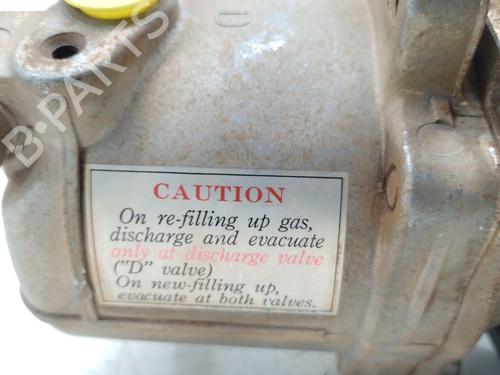 B-PARTS
CAUTION
On re-filling up gas,
discharge and evacuate
only at discharge valve
("D" valve)
On new-filling up,
evacuate at both valves.